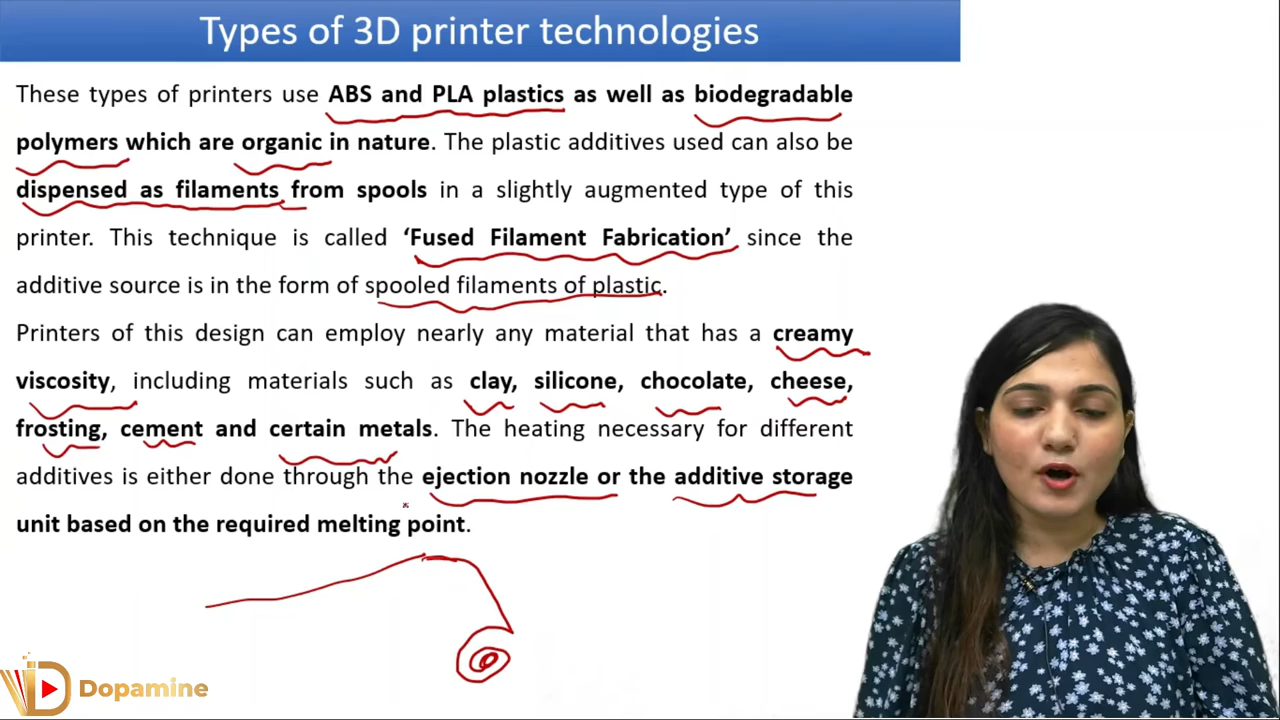 Types of 3D printer technologies
These types of printers use ABS and PLA plastics as well as biodegradable
polymers which are organic in nature. The plastic additives used can also be
dispensed as filaments from spools in a slightly augmented type of this
printer. This technique is called ‘Fused Filament Fabrication’ since the
additive source is in the form of spooled filaments of plastic.
Printers of this design can employ nearly any material that has a creamy
viscosity, including materials such as clay, silicone, chocolate, cheese,
frosting, cement and certain metals. The heating necessary for different
additives is either done through the ejection nozzle or the additive storage
unit based on the required melting point.
Dopamine